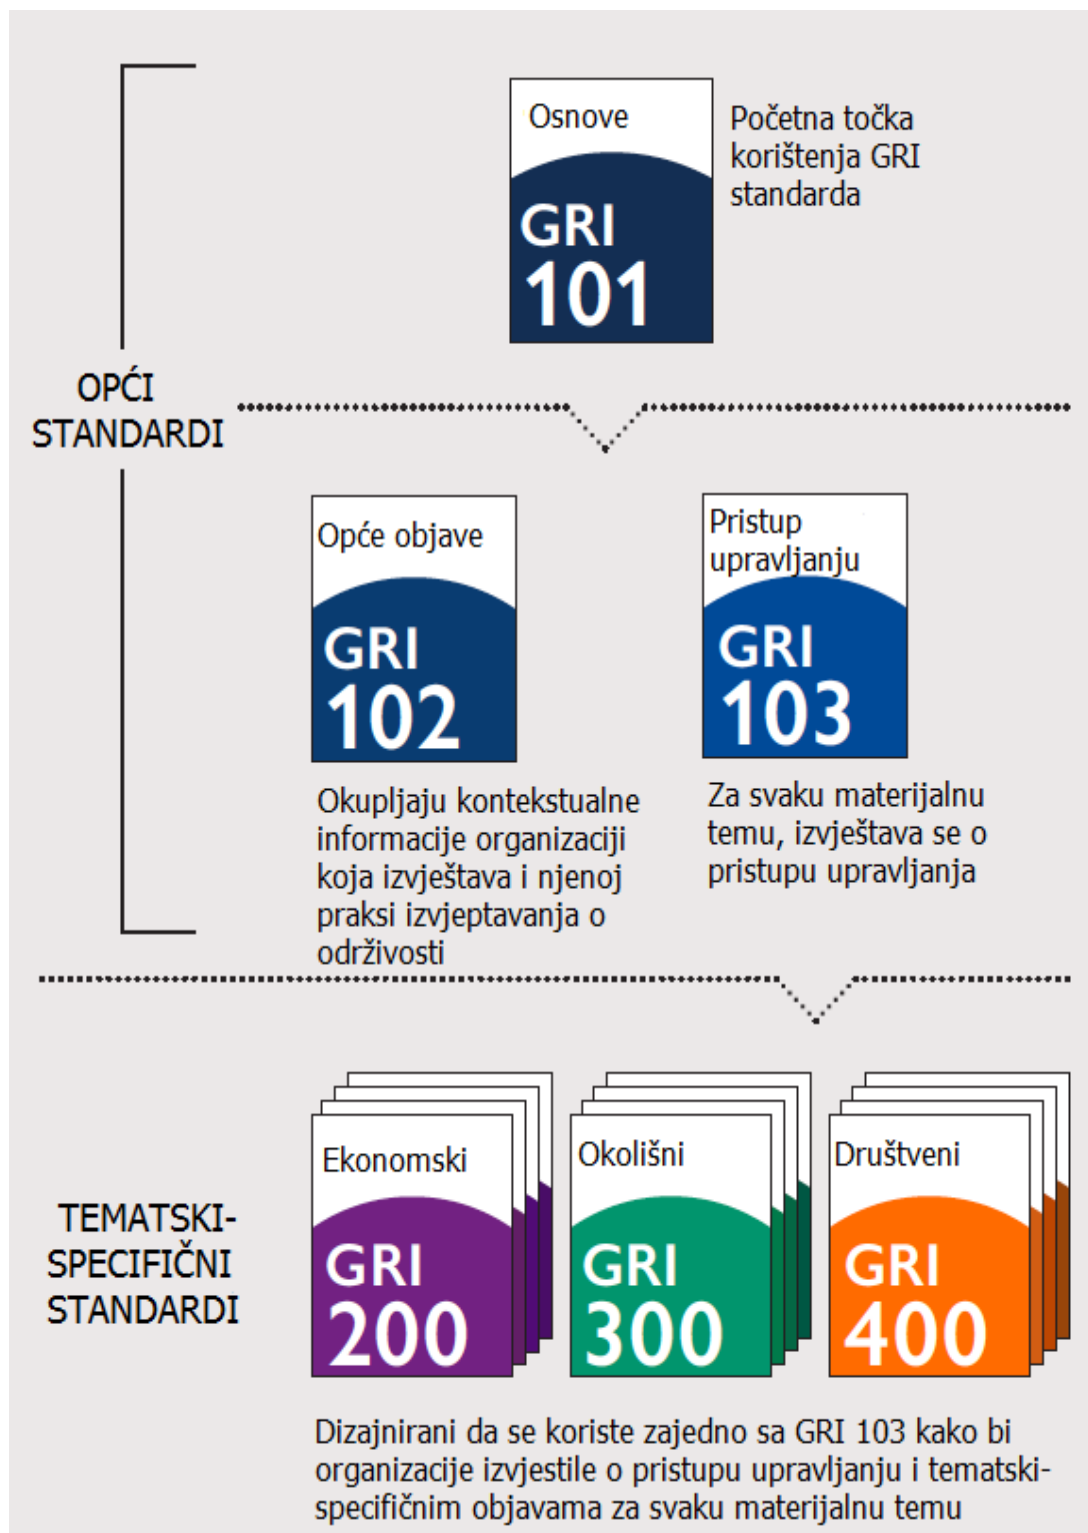 Osnove
GRI
101
Početna točka
korištenja GRI
standarda
OPĆI
STANDARDI
Opće objave
GRI
102
Okupljaju kontekstualne
informacije organizaciji
koja izvještava i njenoj
praksi izvjeptavanja o
održivosti
Pristup
upravljanju
GRI
103
Za svaku materijalnu
temu, izvještava se o
pristupu upravljanja
TEMATSKI-
SPECIFIČNI
STANDARDI
Ekonomski
GRI
200
Okolišni
GRI
300
Društveni
GRI
400
Dizajnirani da se koriste zajedno sa GRI 103 kako bi
organizacije izvjestile o pristupu upravljanju i tematski-
specifičnim objavama za svaku materijalnu temu